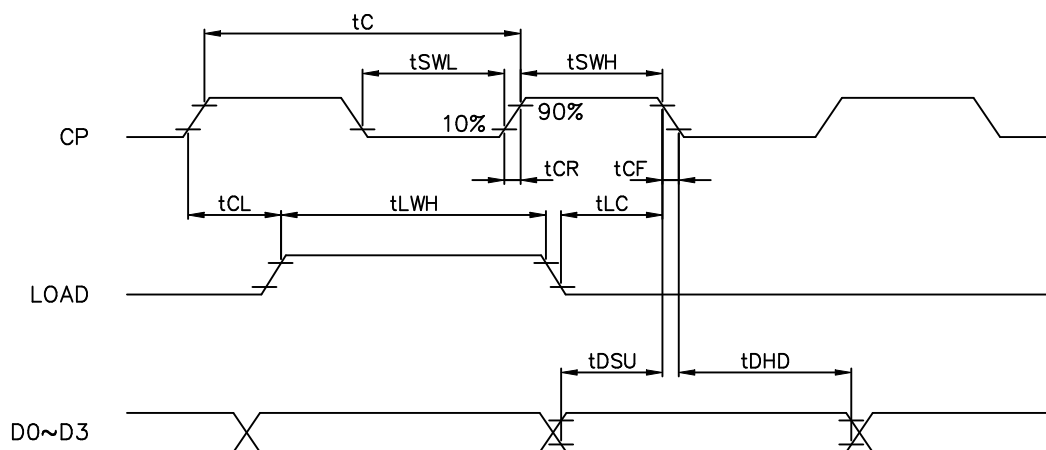 tC
tSWL tSWH
CP 10% 90%
tCR tCF
tCL tLWH tLC
LOAD
tDSU tDHD
D0~D3